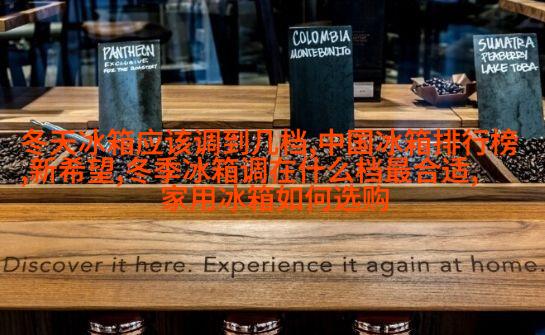 PANTHEON
EXCLUSIVE
FOR THE ROASTERY
COLOMBIA
MONTEBONITO
SUMATRA
PEABERRY
LAKE TOBA
冬天冰箱应该调到几档,中国冰箱排行榜
,新希望,冬季冰箱调在什么档最合适,
家用冰箱如何选购
Discover it here. Experience it again at home.